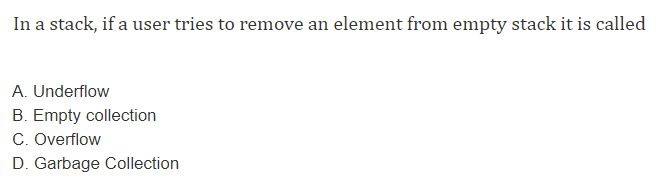 In a stack, if a user tries to remove an element from empty stack it is called
A. Underflow
B. Empty collection
C. Overflow
D. Garbage Collection